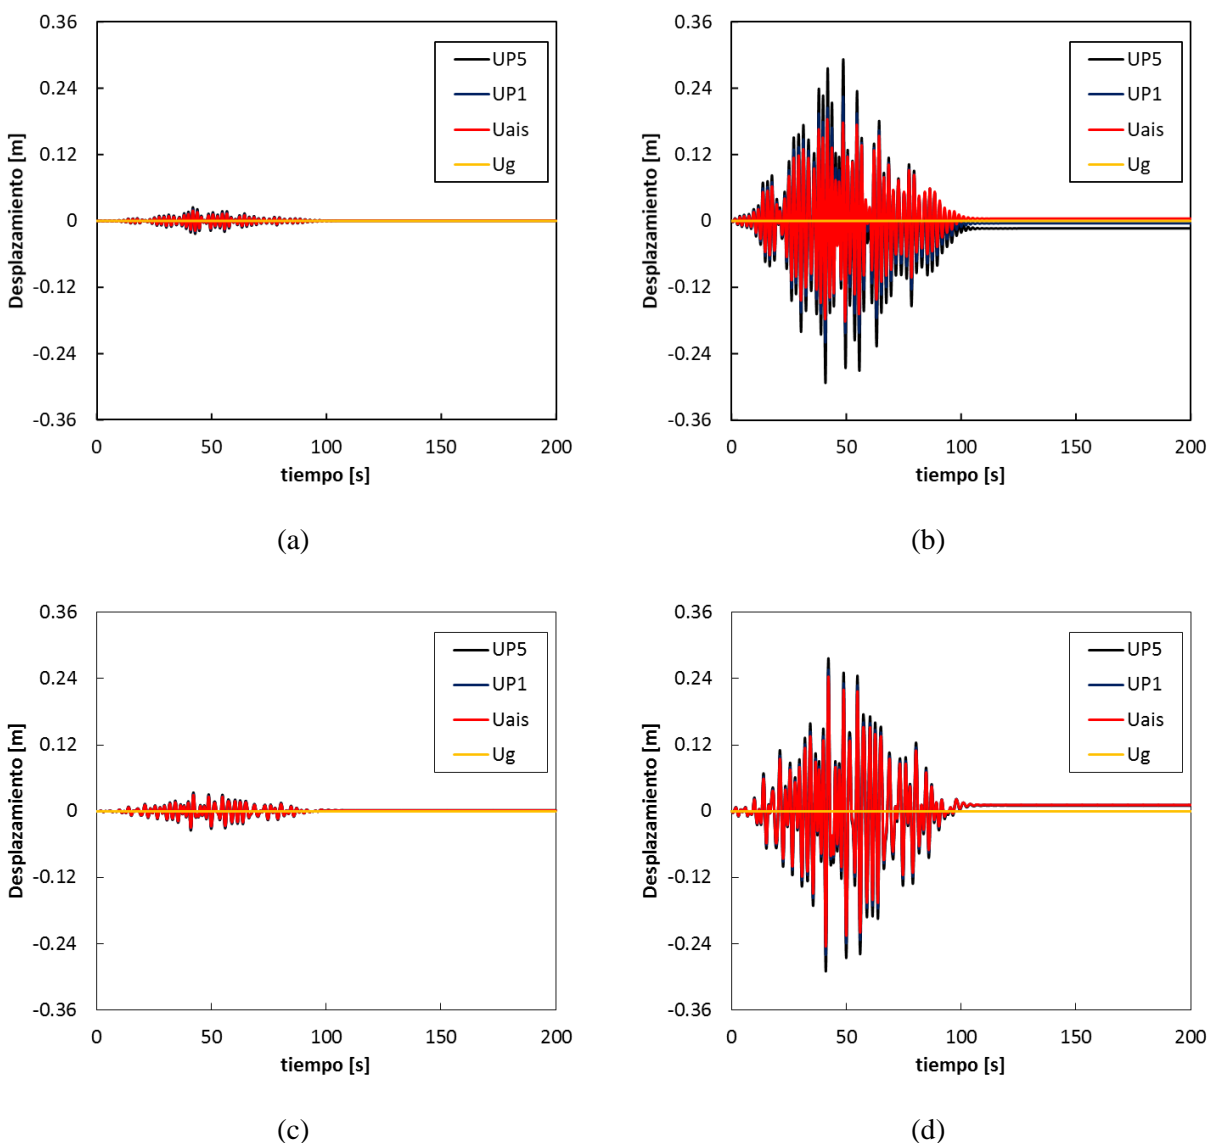 0.36
0.24
0.12
0
-0.12
-0.24
-0.36
Desplazamiento [m]
UP5
UP1
Uais
Ug
0 50 100 150 200
tiempo [s]
(a)
0.36
0.24
0.12
0
-0.12
-0.24
-0.36
Desplazamiento [m]
UP5
UP1
Uais
Ug
0 50 100 150 200
tiempo [s]
(b)
0.36
0.24
0.12
0
-0.12
-0.24
-0.36
Desplazamiento [m]
UP5
UP1
Uais
Ug
0 50 100 150 200
tiempo [s]
(c)
0.36
0.24
0.12
0
-0.12
-0.24
-0.36
Desplazamiento [m]
UP5
UP1
Uais
Ug
0 50 100 150 200
tiempo [s]
(d)